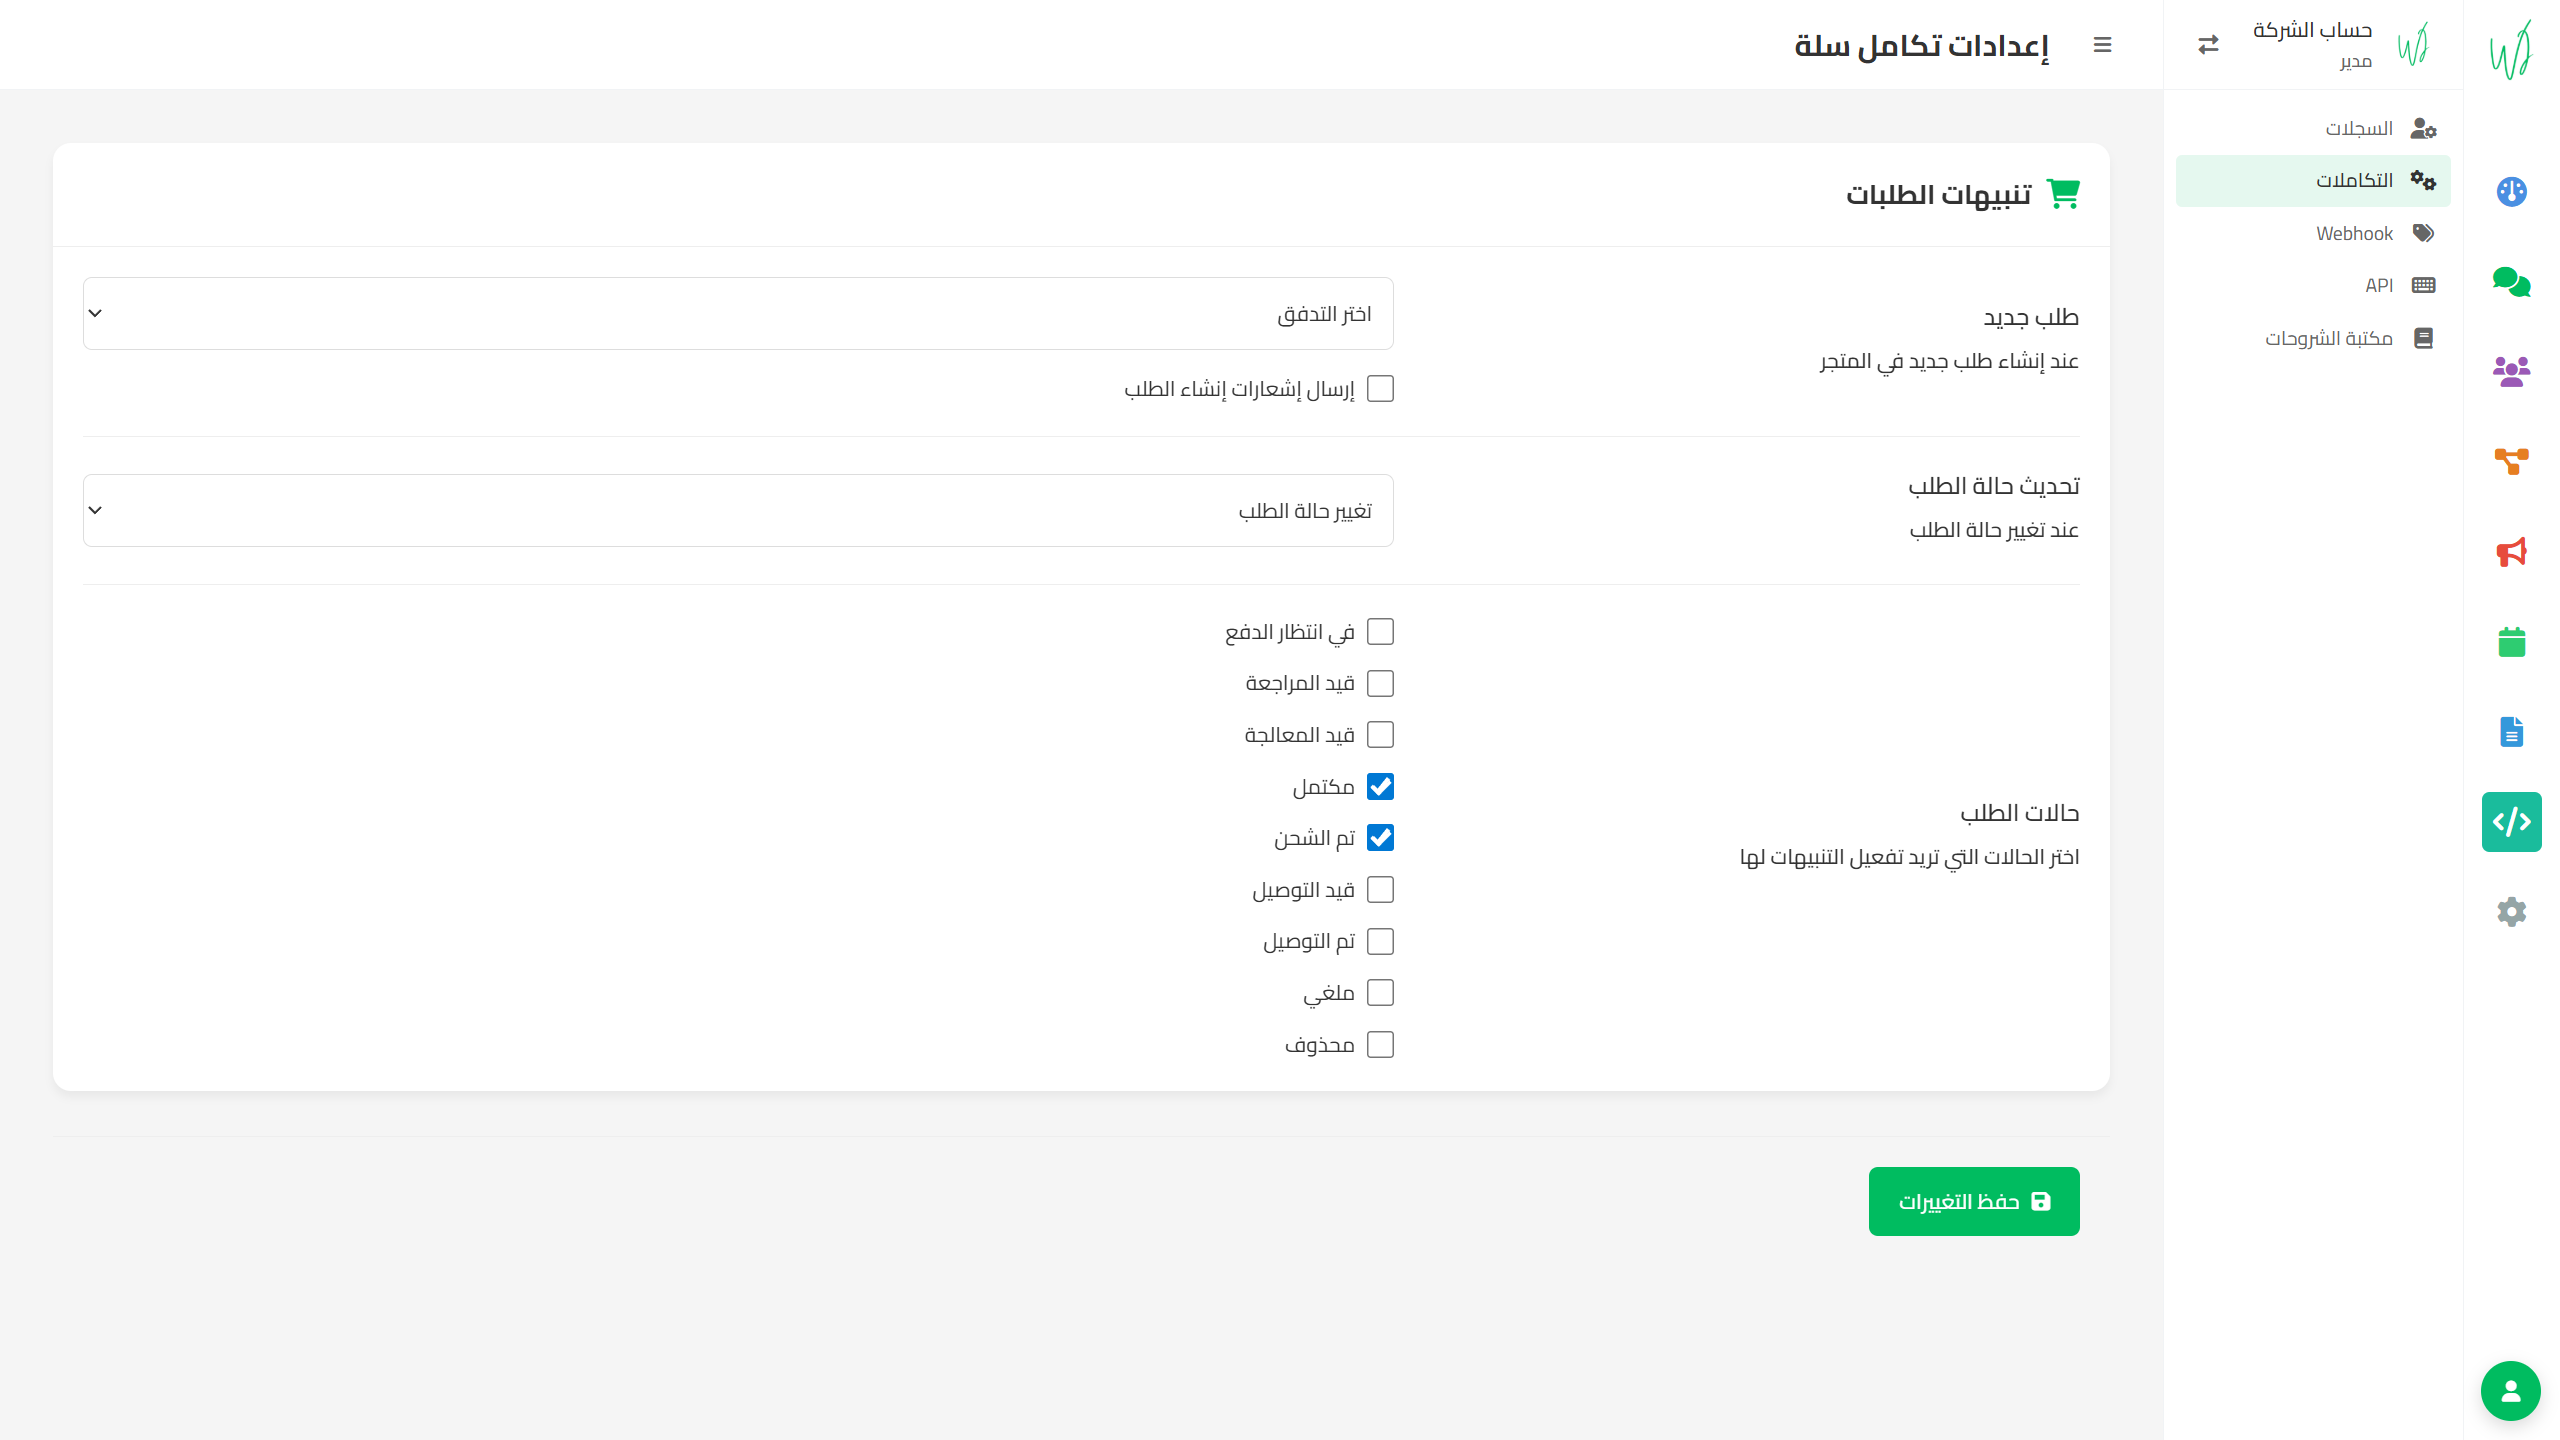 حساب الشركة
مدير
إعدادات تكامل سلة
السجلات
التكاملات
Webhook
API
مكتبة الشروحات
تنبيهات الطلبات
طلب جديد
عند إنشاء طلب جديد في المتجر
اختر التدفق
إرسال إشعارات إنشاء الطلب
تحديث حالة الطلب
عند تغيير حالة الطلب
تغيير حالة الطلب
حالات الطلب
اختر الحالات التي تريد تفعيل التنبيهات لها
في انتظار الدفع
قيد المراجعة
قيد المعالجة
مكتمل
تم الشحن
قيد التوصيل
تم التوصيل
ملغي
محذوف
حفظ التغييرات